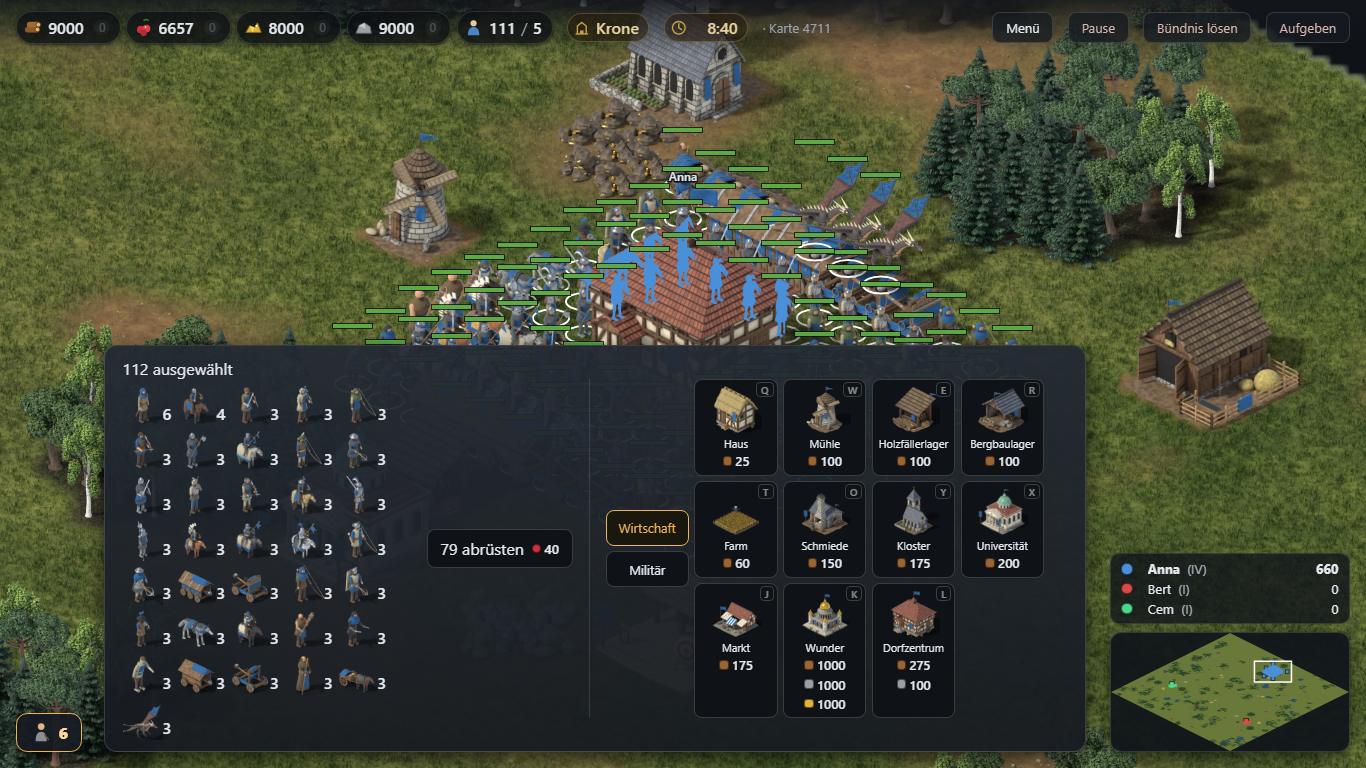 9000 0 6657 0 8000 0 9000 0 111 / 5 Krone 8:40 · Karte 4711 Menü Pause Bündnis lösen Aufgeben
Anna
112 ausgewählt
6 4 3 3 3
3 3 3 3 3
3 3 3 3 3
3 3 3 3 3
3 3 3 3 3
3 3 3 3 3
3 3 3 3 3
3
79 abrüsten 40
Wirtschaft
Militär
Q W E R
Haus Mühle Holzfällerlager Bergbaulager
25 100 100 100
T O Y X
Farm Schmiede Kloster Universität
60 150 175 200
J K L
Markt Wunder Dorfzentrum
175 1000 275
1000 100
1000
Anna (IV) 660
Bert (I) 0
Cem (I) 0
6